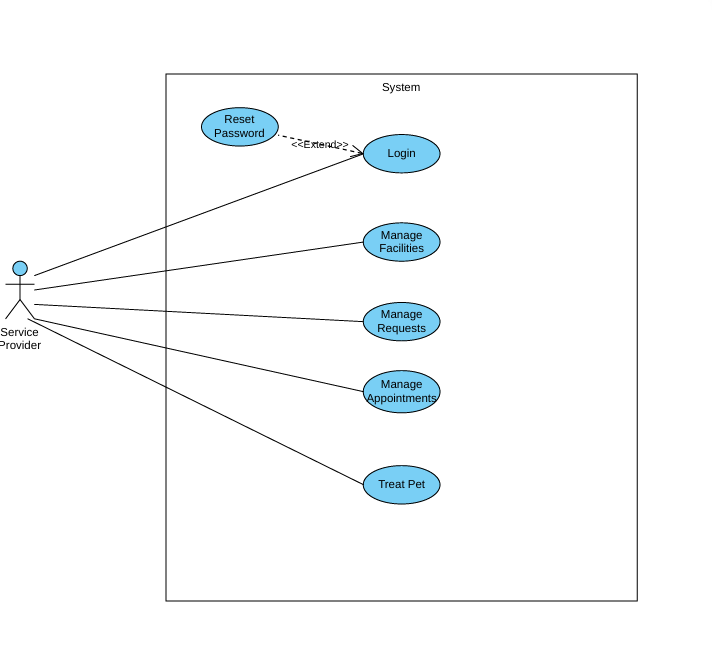 System
Reset
Password
<<Extend>>
Login
Manage
Facilities
Manage
Requests
Service
Provider
Manage
Appointments
Treat Pet